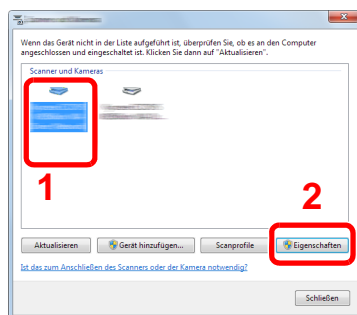 Wenn das Gerät nicht in der Liste aufgeführt ist, überprüfen Sie, ob es an den Computer
angeschlossen und eingeschaltet ist. Klicken Sie dann auf "Aktualisieren".
Scanner und Kameras
1
2
Aktualisieren
Gerät hinzufügen...
Scanprofile
Eigenschaften
Ist das zum Anschließen des Scanners oder der Kamera notwendig?
Schließen